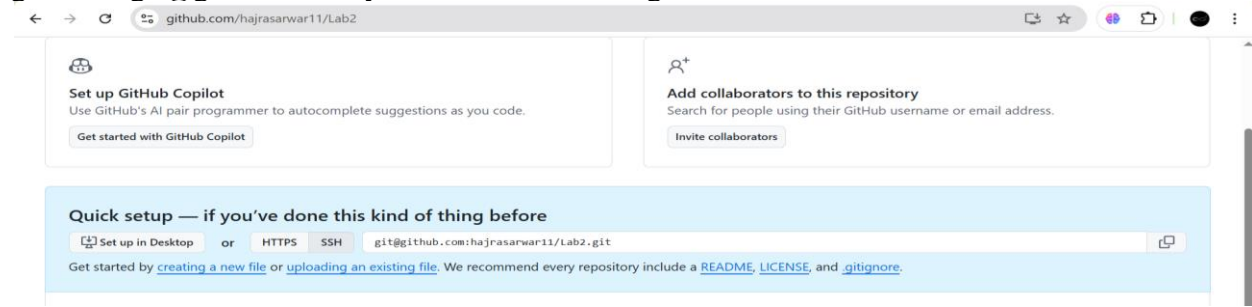 github.com/hajrasarwar11/Lab2
Set up GitHub Copilot
Use GitHub's AI pair programmer to autocomplete suggestions as you code.
Get started with GitHub Copilot
Add collaborators to this repository
Search for people using their GitHub username or email address.
Invite collaborators
Quick setup — if you've done this kind of thing before
Set up in Desktop or HTTPS SSH git@github.com:hajrasarwar11/Lab2.git
Get started by creating a new file or uploading an existing file. We recommend every repository include a README, LICENSE, and .gitignore.